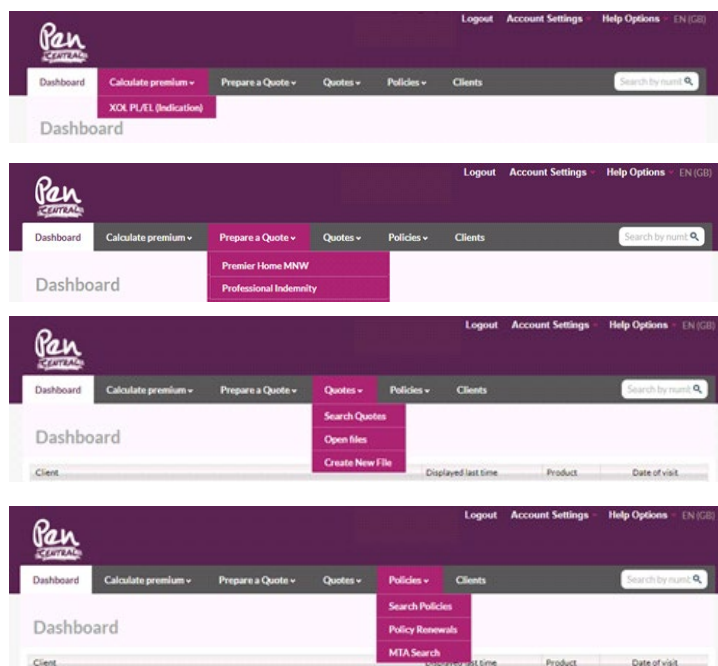 Logout Account Settings Help Options EN (GB)
Pen
CENTRAL
Dashboard Calculate premium Prepare a Quote Quotes Policies Clients Search by numb
XOL PL/EL (Indication)
Dashboard
Logout Account Settings Help Options EN (GB)
Pen
CENTRAL
Dashboard Calculate premium Prepare a Quote Quotes Policies Clients Search by numb
Premier Home MNW
Dashboard
Professional Indemnity
Logout Account Settings Help Options EN (GB)
Pen
CENTRAL
Dashboard Calculate premium Prepare a Quote Quotes Policies Clients Search by numb
Search Quotes
Dashboard
Open files
Create New File
Client Displayed last time Product Date of visit
Logout Account Settings Help Options EN (GB)
Pen
CENTRAL
Dashboard Calculate premium Prepare a Quote Quotes Policies Clients Search by numb
Search Policies
Dashboard
Policy Renewals
MTA Search
Client Displayed last time Product Date of visit